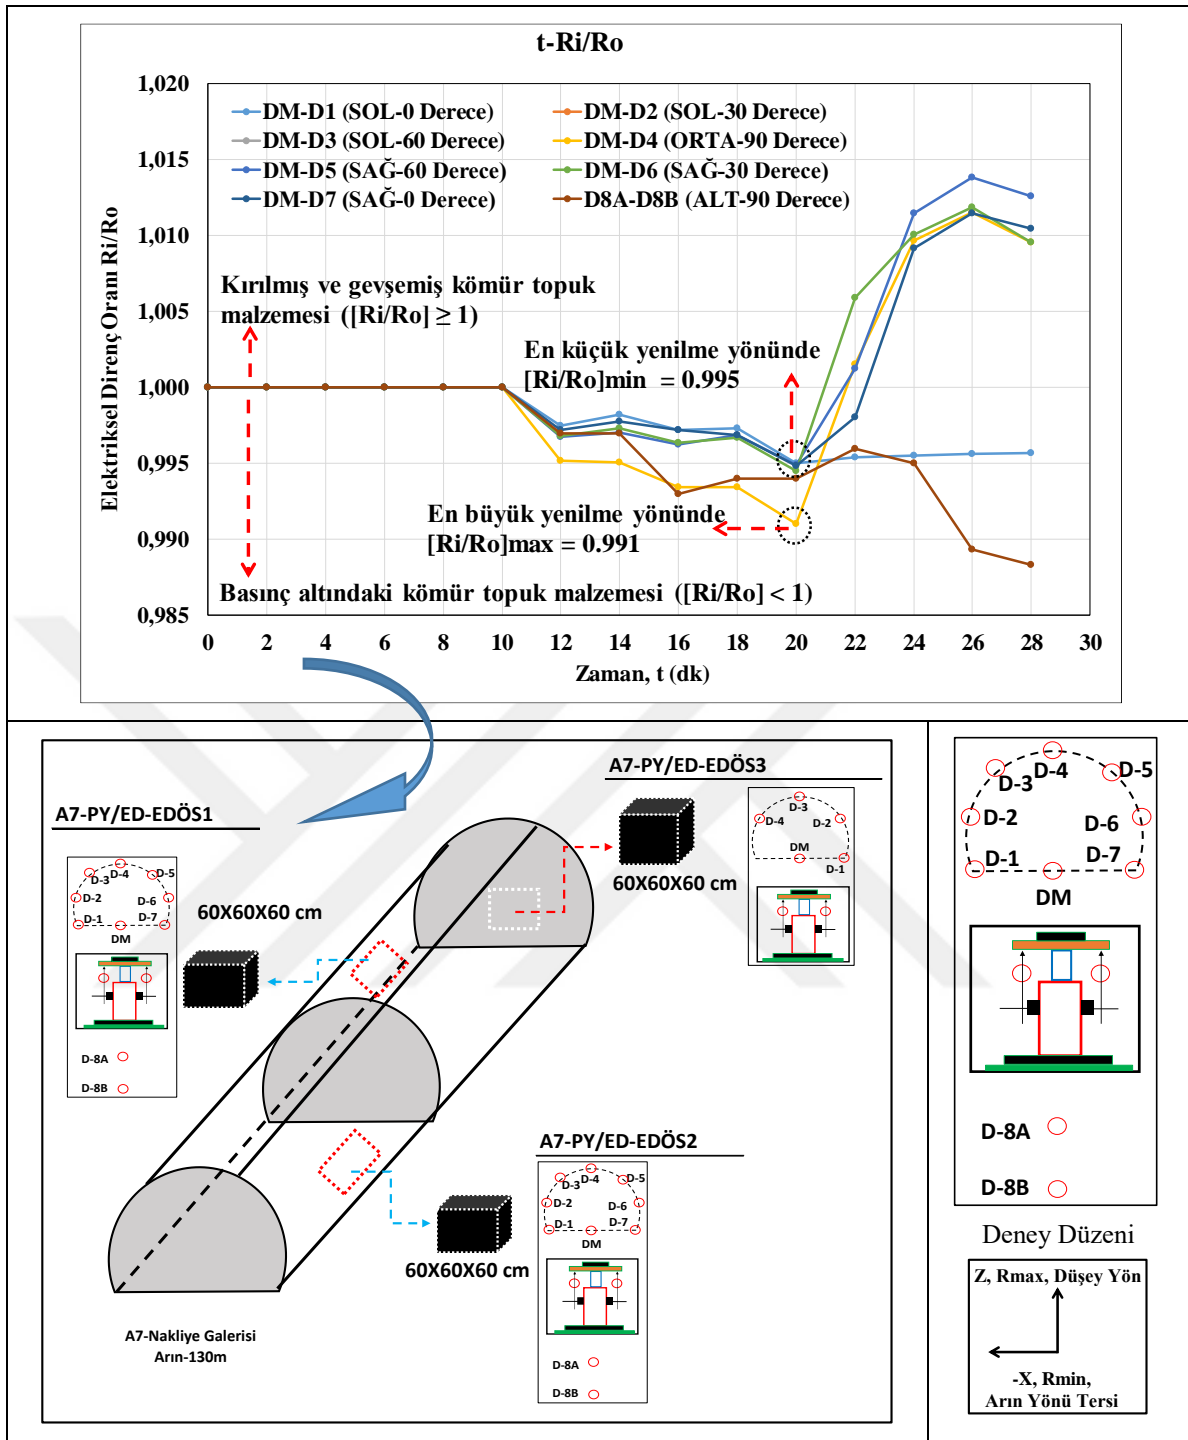 t-Ri/Ro
1,020
1,015
1,010
1,005
1,000
0,995
0,990
0,985
Elektriksel Direnç Oranı Ri/Ro
DM-D1 (SOL-0 Derece)
DM-D2 (SOL-30 Derece)
DM-D3 (SOL-60 Derece)
DM-D4 (ORTA-90 Derece)
DM-D5 (SAĞ-60 Derece)
DM-D6 (SAĞ-30 Derece)
DM-D7 (SAĞ-0 Derece)
D8A-D8B (ALT-90 Derece)
Kırılmış ve gevşemiş kömür topuk
malzemesi ([Ri/Ro] ≥ 1)
En küçük yenilme yönünde
[Ri/Ro]min = 0.995
En büyük yenilme yönünde
[Ri/Ro]max = 0.991
Basınç altındaki kömür topuk malzemesi ([Ri/Ro] < 1)
0 2 4 6 8 10 12 14 16 18 20 22 24 26 28 30
Zaman, t (dk)
A7-PY/ED-EDÖS1
D-4
D-3
D-5
D-2
D-6
D-1
D-7
DM
D-8A
D-8B
60X60X60 cm
A7-PY/ED-EDÖS3
60X60X60 cm
D-3
D-4
D-2
DM
D-1
A7-PY/ED-EDÖS2
60X60X60 cm
D-4
D-3
D-5
D-2
D-6
D-1
D-7
DM
D-8A
D-8B
A7-Nakliye Galerisi
Arın-130m
D-4
D-3
D-5
D-2
D-6
D-1
D-7
DM
D-8A
D-8B
Deney Düzeni
Z, Rmax, Düşey Yön
-X, Rmin,
Arın Yönü Tersi